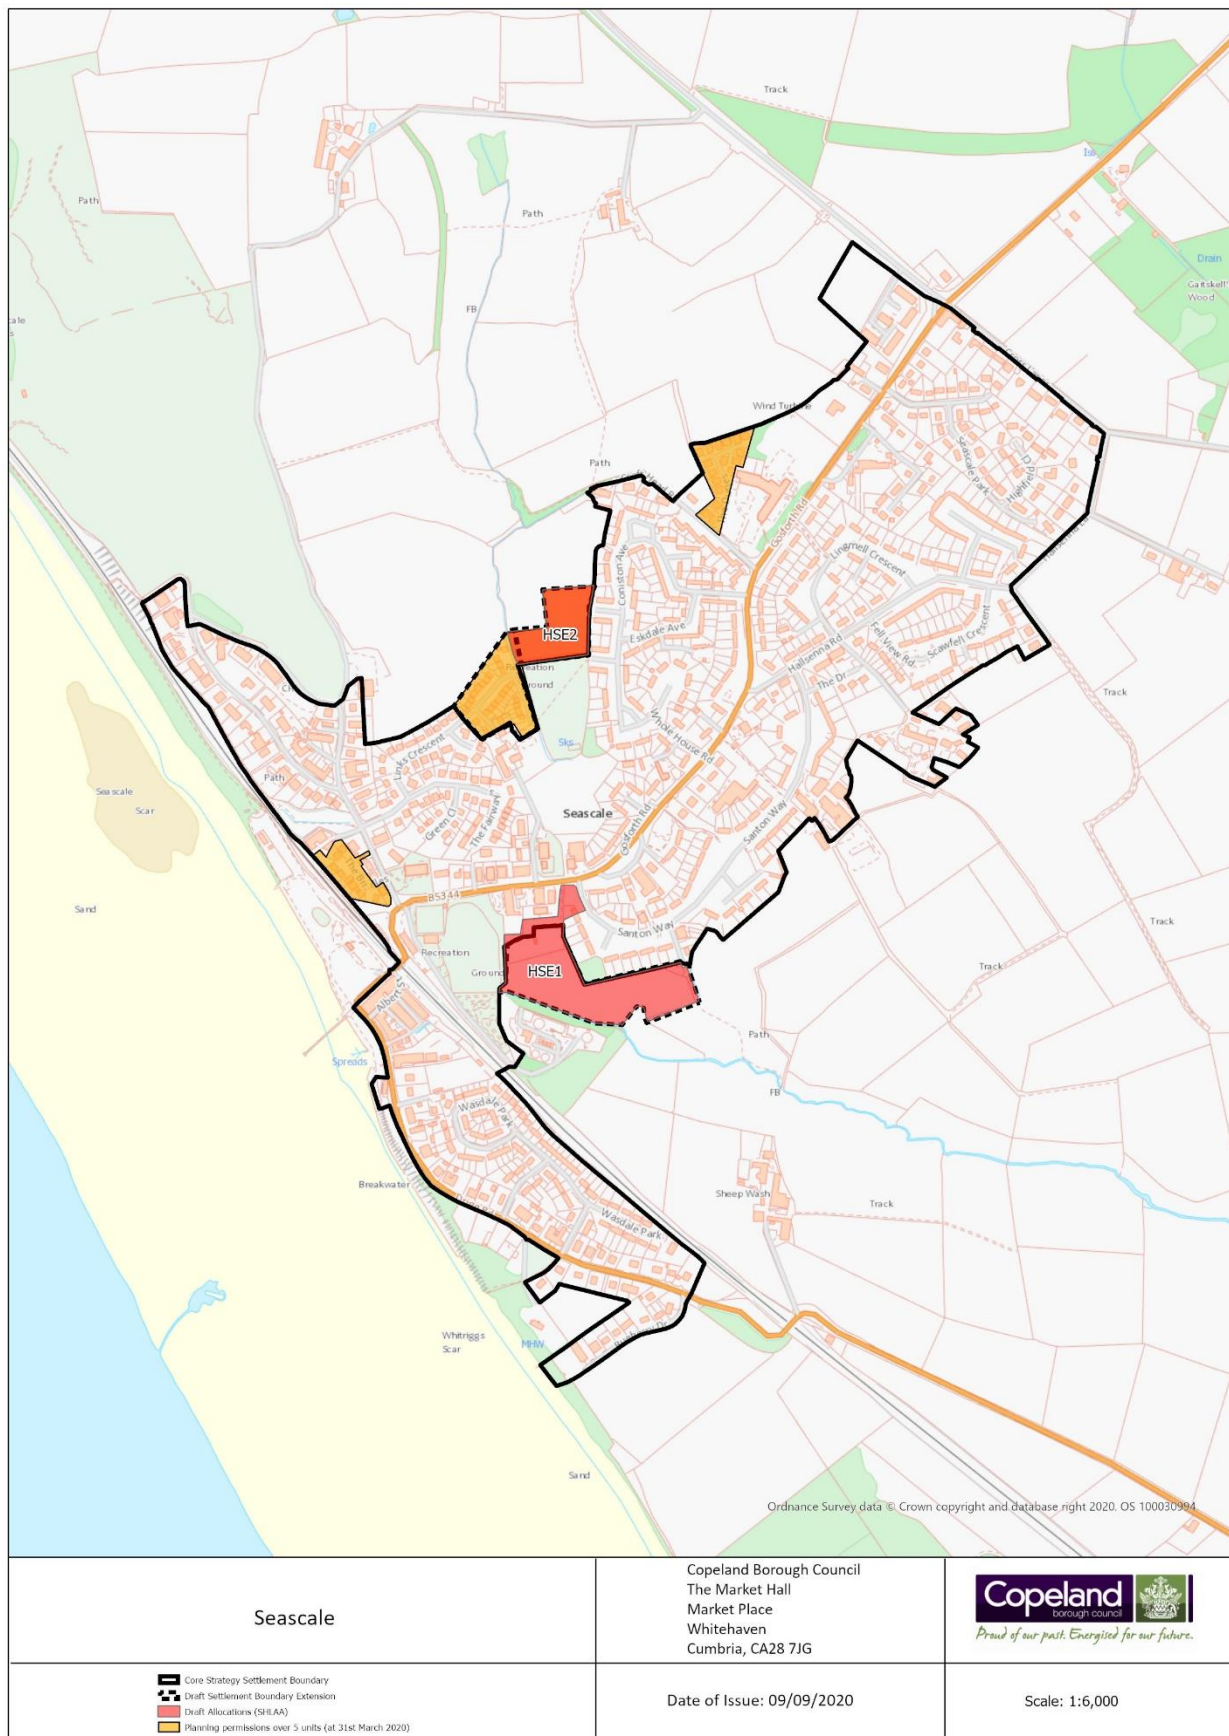 Track
Iss
Path
Path
Drain
Gaitskell
Wood
FB
Wind Turbine
Path
Seascale Park
Highfield
Gosforth Rd
Lingmell Crescent
Coniston Ave
Eskdale Ave
HSE2
Recreation
Ground
Hallsenna Rd
Fell View Rd
Scawfell Crescent
The Dr
Track
Links Crescent
Sks
Whole House Rd
Path
Seascale
Scar
Green Cl
The Fairways
Seascale
Gosforth Rd
Santon Way
B5344
Sand
Santon Way
Track
Recreation
Ground
HSE1
Track
Albert S
Path
Spreads
FB
Wasdale Park
Breakwater
Sheep Wash
Track
Wasdale Park
Whitriggs
Scar
MHW
Sand
Ordnance Survey data © Crown copyright and database right 2020. OS 100030994
Seascale
Copeland Borough Council
The Market Hall
Market Place
Whitehaven
Cumbria, CA28 7JG
Copeland
borough council
Proud of our past. Energised for our future.
Core Strategy Settlement Boundary
Draft Settlement Boundary Extension
Draft Allocations (SHLAA)
Planning permissions over 5 units (at 31st March 2020)
Date of Issue: 09/09/2020
Scale: 1:6,000